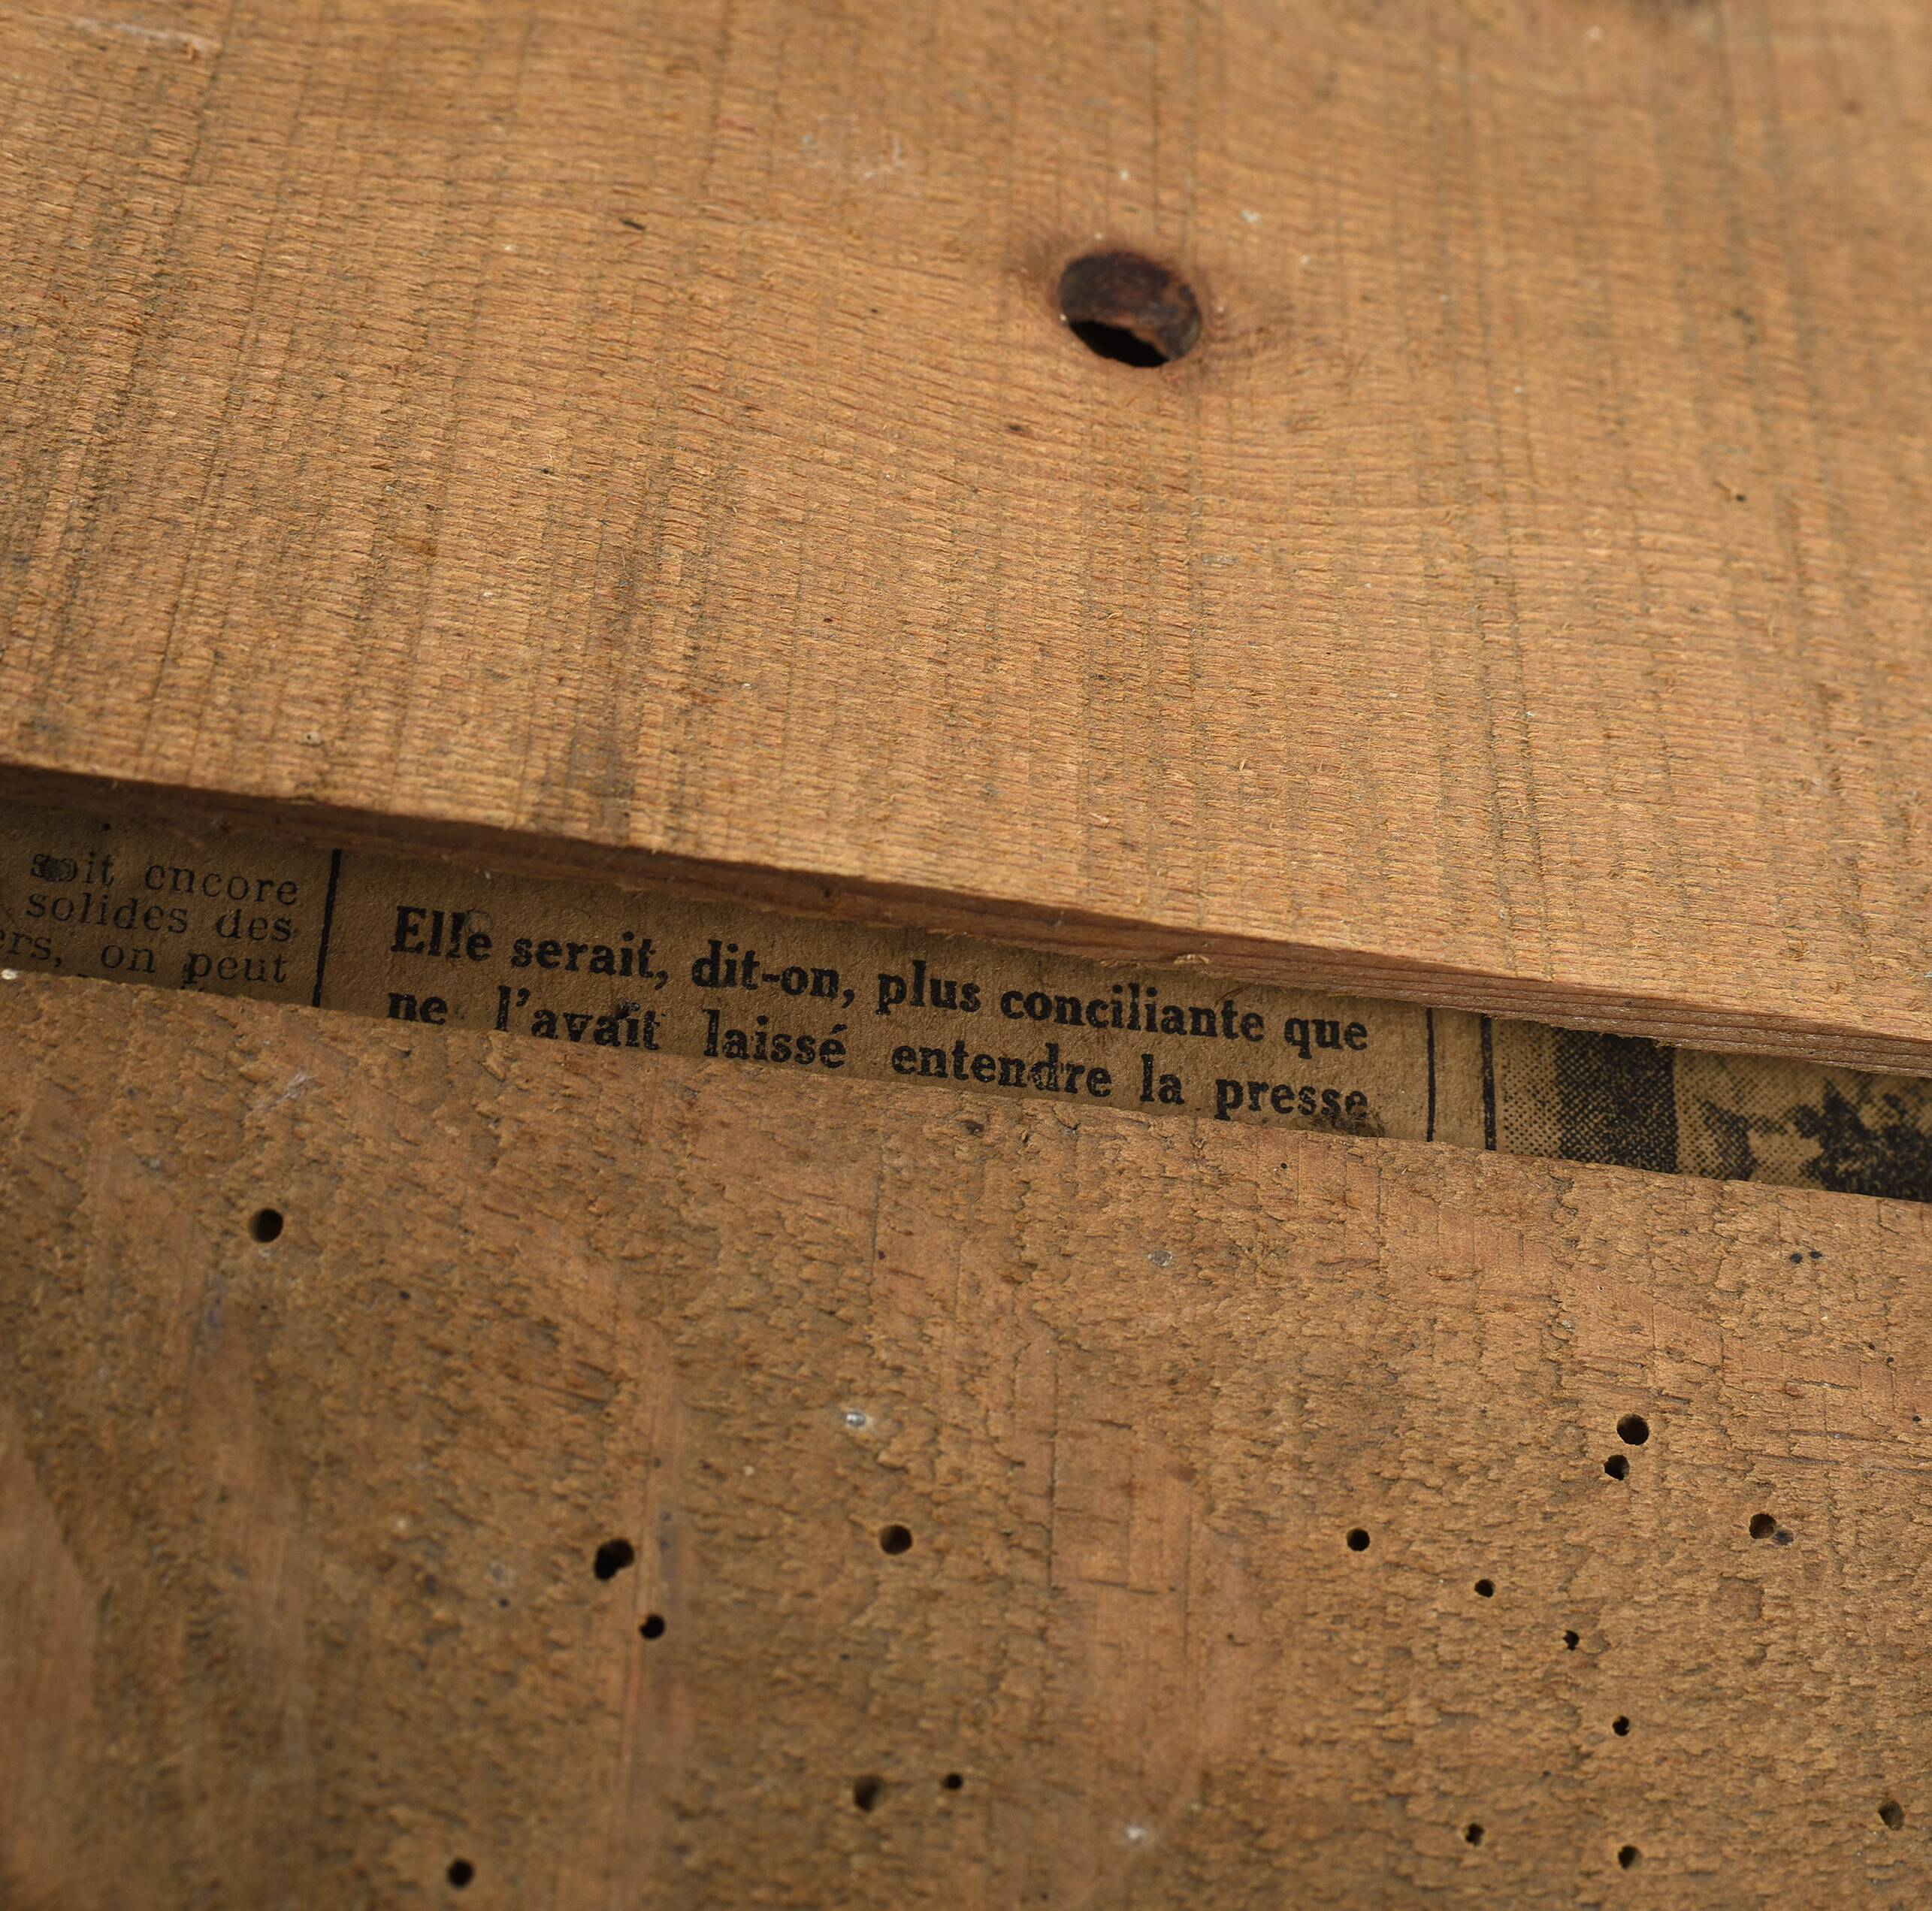 soit encore
solides des
ers, on peut
Elle serait, dit-on, plus conciliante que
ne l'avait laissé entendre la presse